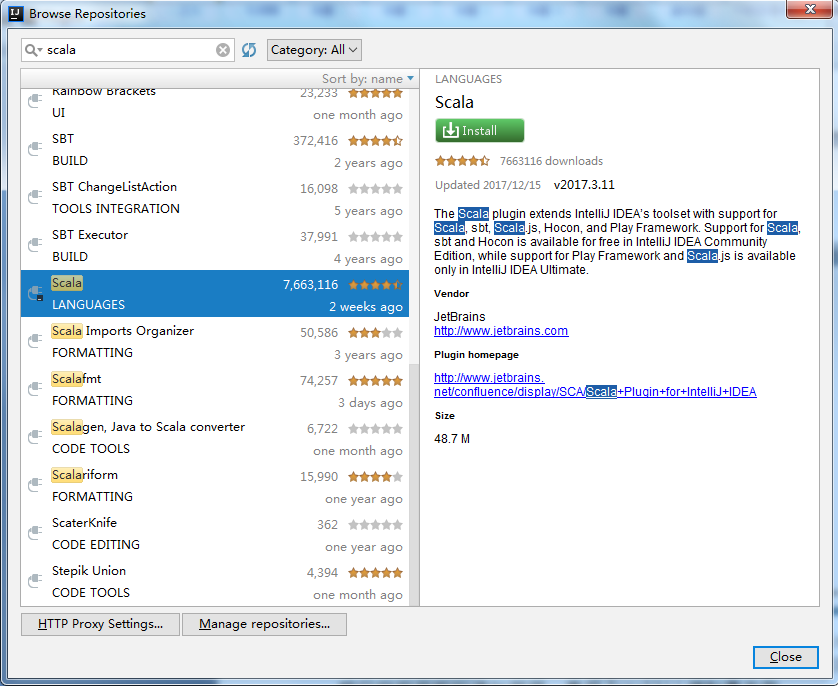 Browse Repositories
scala
Category: All
Sort by: name
Rainbow Brackets 23,233
UI one month ago
SBT 372,416
BUILD 2 years ago
SBT ChangeListAction 16,098
TOOLS INTEGRATION 5 years ago
SBT Executor 37,991
BUILD 4 years ago
Scala 7,663,116
LANGUAGES 2 weeks ago
Scala Imports Organizer 50,586
FORMATTING 3 years ago
Scalafmt 74,257
FORMATTING 3 days ago
Scalagen, Java to Scala converter 6,722
CODE TOOLS one month ago
Scalariform 15,990
FORMATTING one year ago
ScaterKnife 362
CODE EDITING one year ago
Stepik Union 4,394
CODE TOOLS one month ago
LANGUAGES
Scala
Install
7663116 downloads
Updated 2017/12/15 v2017.3.11
The Scala plugin extends IntelliJ IDEA's toolset with support for
Scala, sbt, Scala.js, Hocon, and Play Framework. Support for Scala,
sbt and Hocon is available for free in IntelliJ IDEA Community
Edition, while support for Play Framework and Scala.js is available
only in IntelliJ IDEA Ultimate.
Vendor
JetBrains
http://www.jetbrains.com
Plugin homepage
http://www.jetbrains.
net/confluence/display/SCA/Scala+Plugin+for+IntelliJ+IDEA
Size
48.7 M
HTTP Proxy Settings...
Manage repositories...
Close